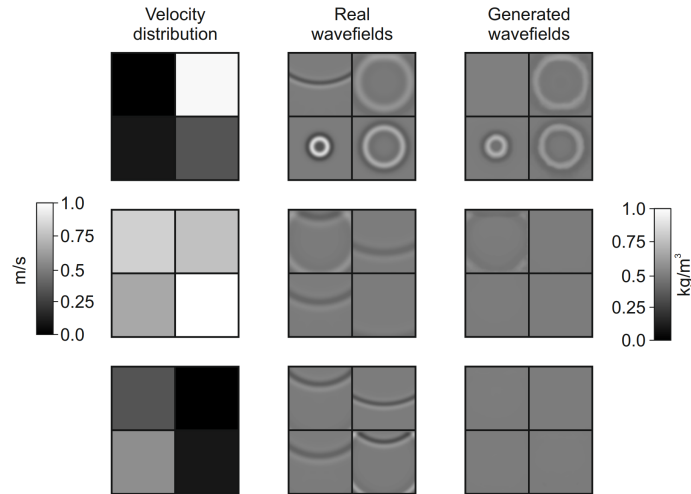 Velocity
distribution
Real
wavefields
Generated
wavefields
1.0
0.75
0.5
0.25
0.0
m/s
1.0
0.75
0.5
0.25
0.0
kg/m³